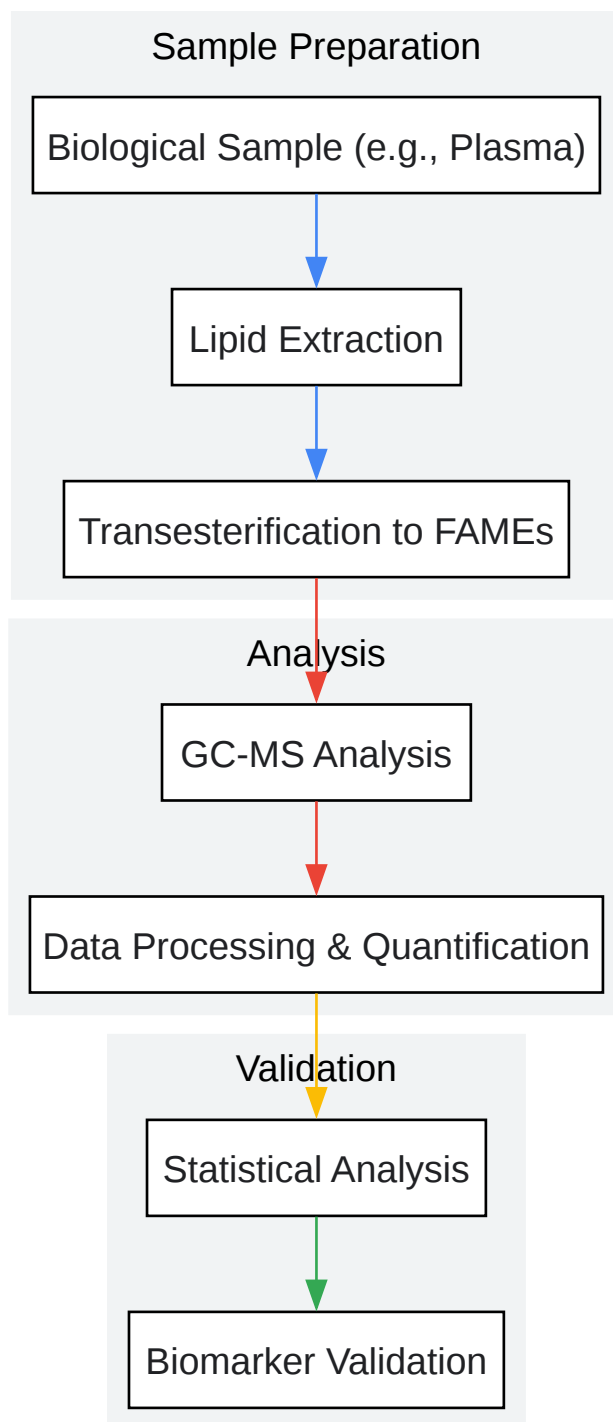 Sample Preparation
Biological Sample (e.g., Plasma)
Lipid Extraction
Transesterification to FAMEs
Analysis
GC-MS Analysis
Data Processing & Quantification
Validation
Statistical Analysis
Biomarker Validation